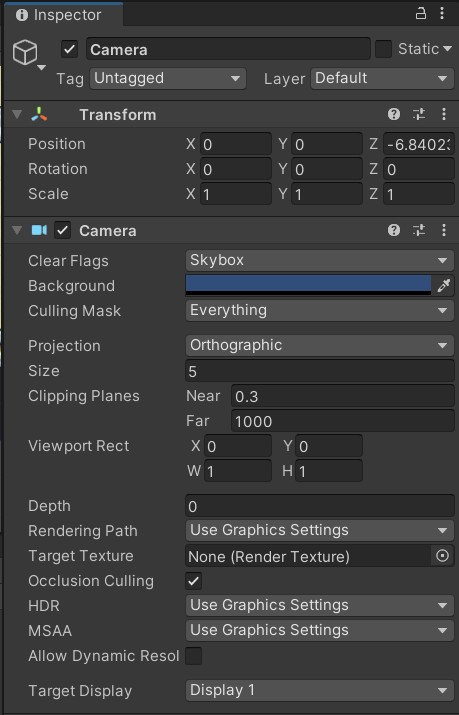 Inspector
Camera
Static
Tag Untagged Layer Default
Transform
Position X 0 Y 0 Z -6.84023
Rotation X 0 Y 0 Z 0
Scale X 1 Y 1 Z 1
Camera
Clear Flags Skybox
Background
Culling Mask Everything
Projection Orthographic
Size 5
Clipping Planes Near 0.3
Far 1000
Viewport Rect X 0 Y 0
W 1 H 1
Depth 0
Rendering Path Use Graphics Settings
Target Texture None (Render Texture)
Occlusion Culling
HDR Use Graphics Settings
MSAA Use Graphics Settings
Allow Dynamic Resol
Target Display Display 1